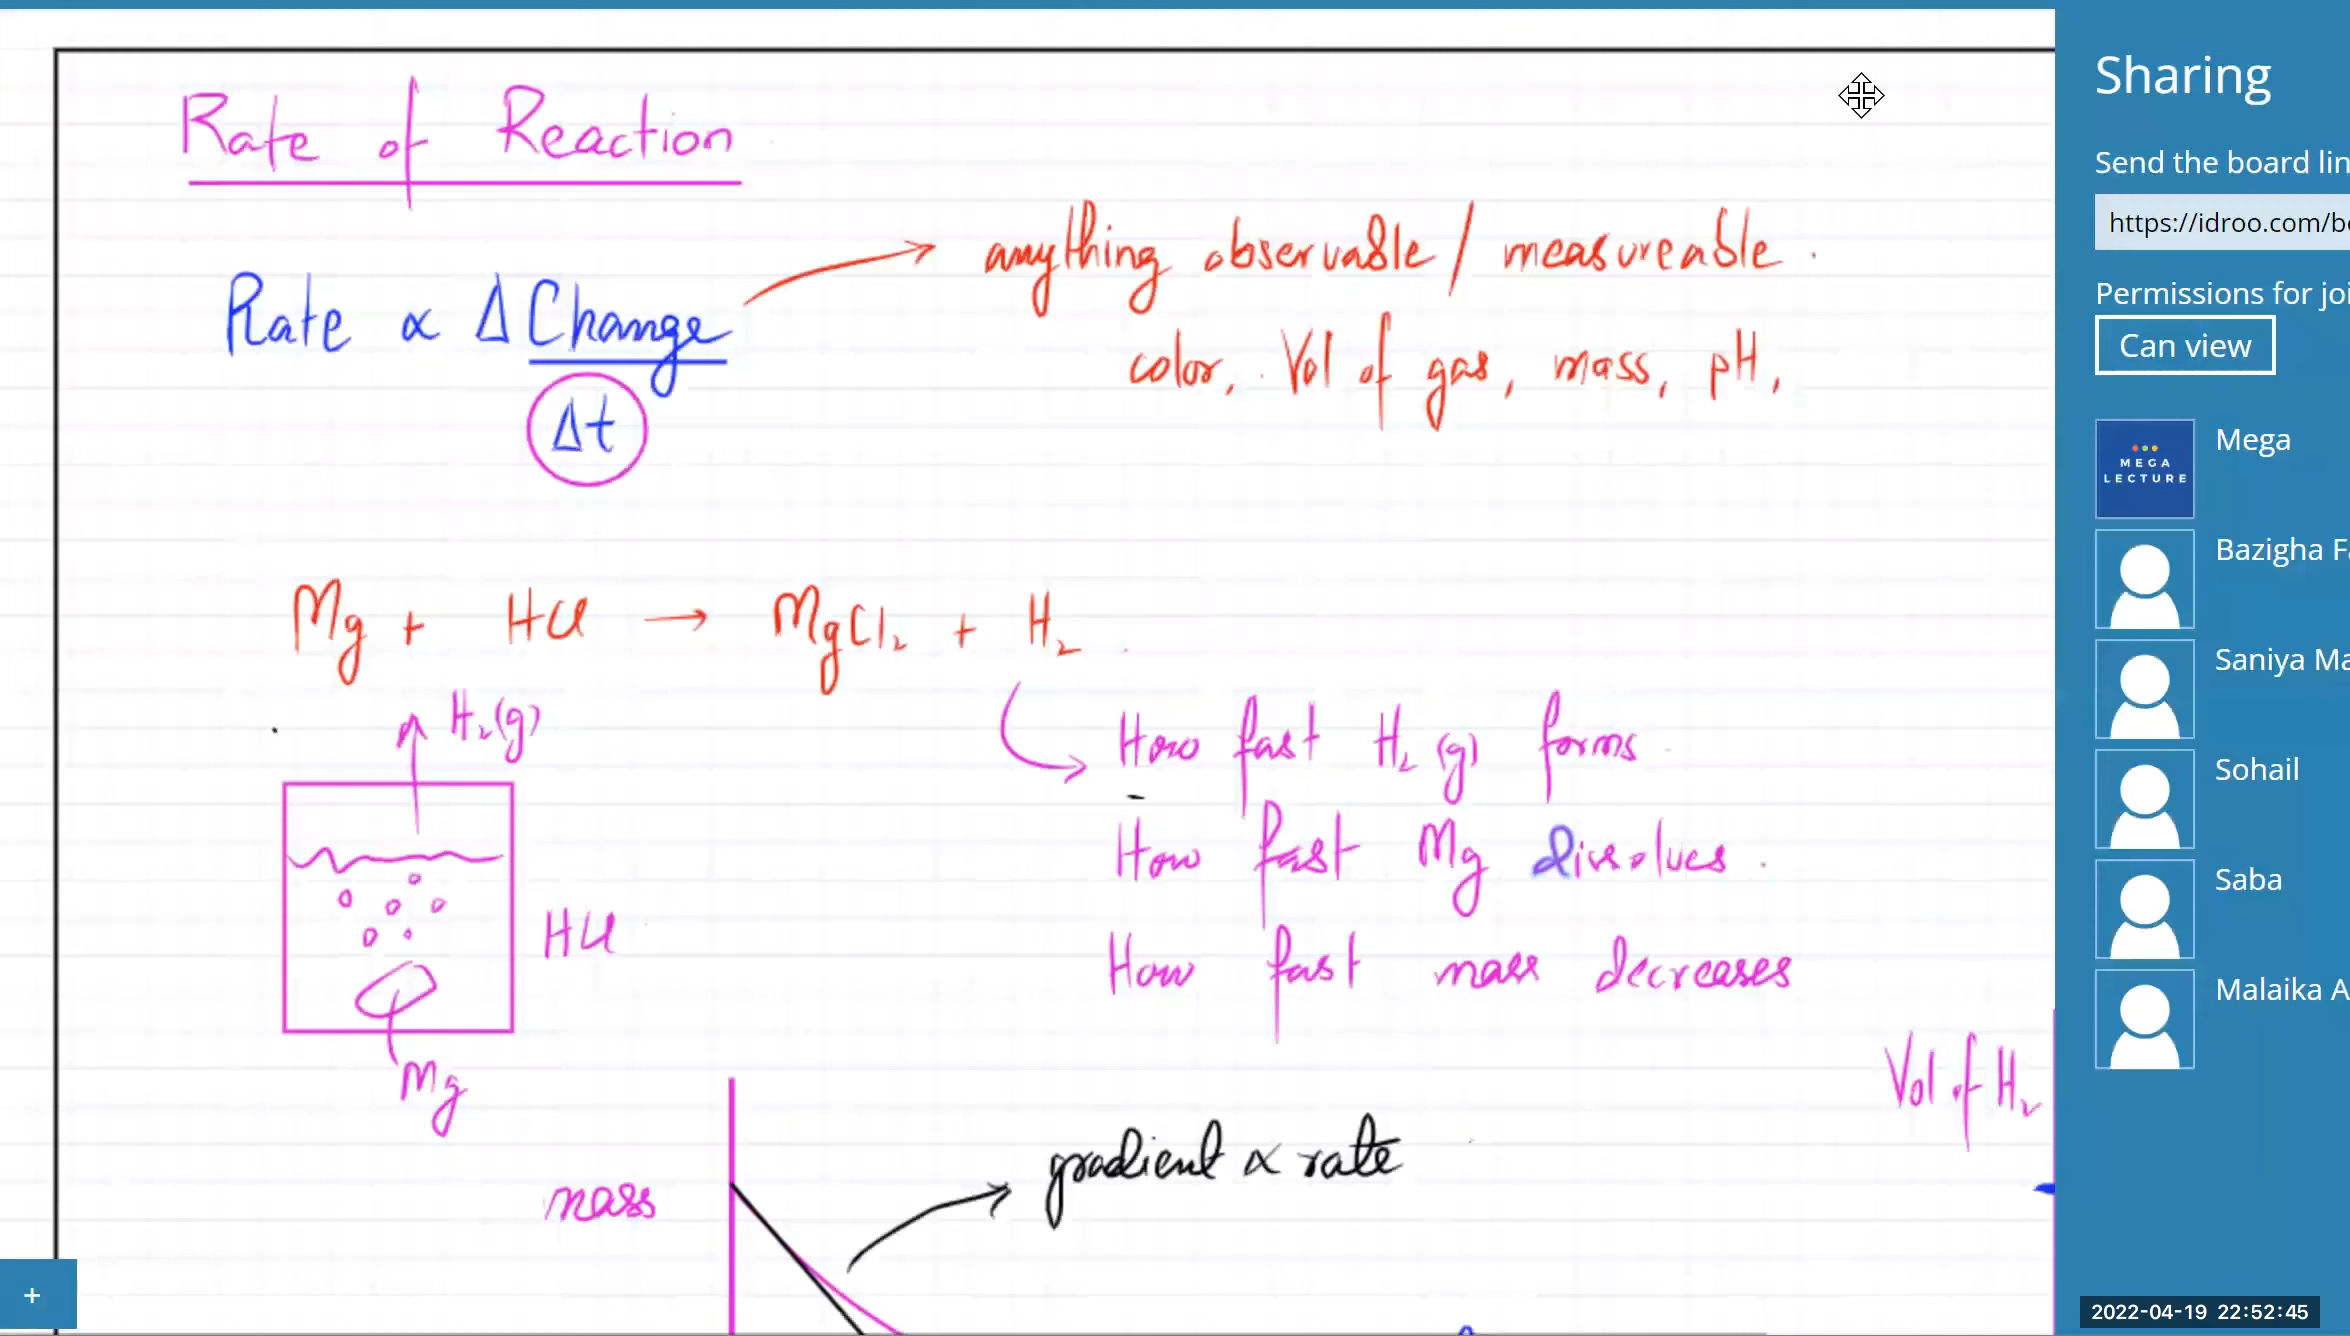 Rate of Reaction
Rate ∝ Δ Change
Δt
anything observable / measureable.
color, Vol of gas, mass, pH,
Mg + HCl → MgCl₂ + H₂
H₂(g)
HCl
Mg
How fast H₂ (g) forms
How fast Mg dissolves.
How fast mass decreases
mass
gradient ∝ rate
Vol of H₂
+
Sharing
Send the board lin
https://idroo.com/b
Permissions for joi
Can view
MEGA
LECTURE
Mega
Bazigha Fa
Saniya Ma
Sohail
Saba
Malaika A
2022-04-19 22:52:45